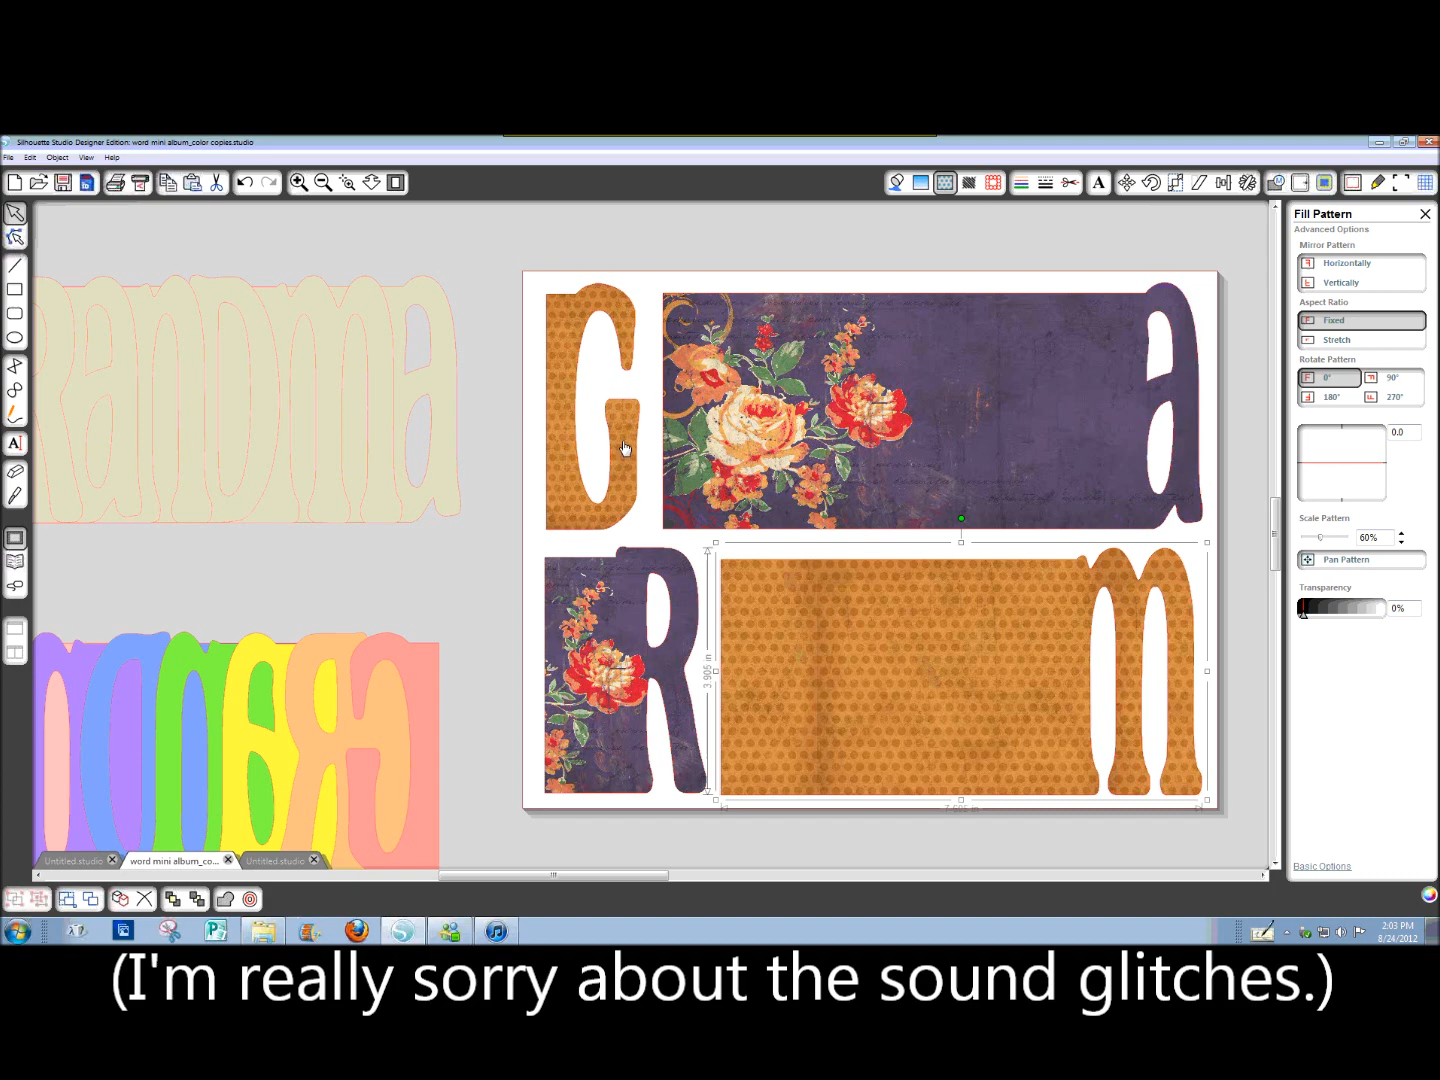 Silhouette Studio Designer Edition: word mini album_color copies.studio
File Edit Object View Help
Fill Pattern
Advanced Options
Mirror Pattern
Horizontally
Vertically
Aspect Ratio
Fixed
Stretch
Rotate Pattern
0° 90°
180° 270°
0.0
Scale Pattern
60%
Pan Pattern
Transparency
0%
Basic Options
RANDMA
G a
R m
3.905 in
Untitled.studio word mini album_co... Untitled.studio
2:03 PM
8/24/2012
(I'm really sorry about the sound glitches.)